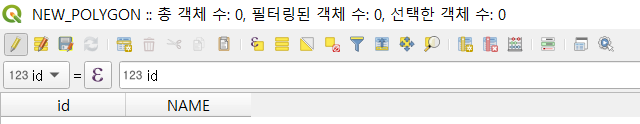 NEW_POLYGON :: 총 객체 수: 0, 필터링된 객체 수: 0, 선택한 객체 수: 0
123 id = ε 123 id
id NAME